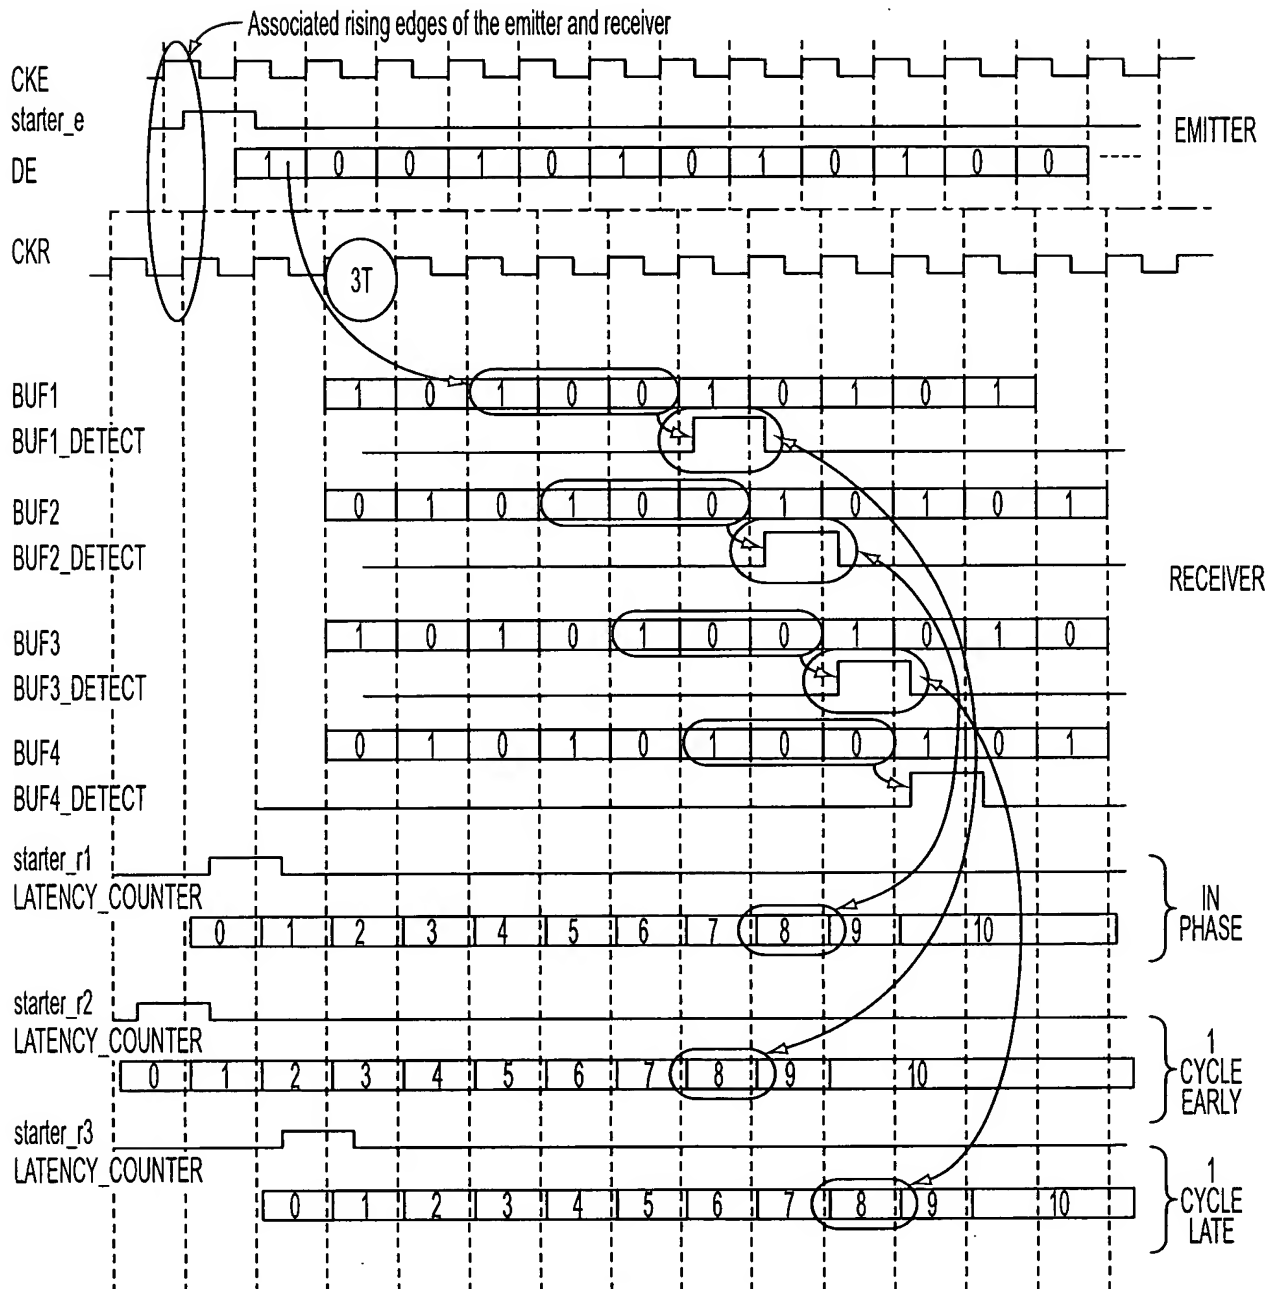 Associated rising edges of the emitter and receiver
CKE
starter_e
EMITTER
DE 1 0 0 1 0 1 0 1 0 1 0 0
CKR
3T
BUF1 1 0 1 0 0 1 0 1 0 1
BUF1_DETECT
BUF2 0 1 0 1 0 0 1 0 1 0 1
BUF2_DETECT
RECEIVER
BUF3 1 0 1 0 1 0 0 1 0 1 0
BUF3_DETECT
BUF4 0 1 0 1 0 1 0 0 1 0 1
BUF4_DETECT
starter_r1
LATENCY_COUNTER
0 1 2 3 4 5 6 7 8 9 10
IN
PHASE
starter_r2
LATENCY_COUNTER
0 1 2 3 4 5 6 7 8 9 10
1
CYCLE
EARLY
starter_r3
LATENCY_COUNTER
0 1 2 3 4 5 6 7 8 9 10
1
CYCLE
LATE